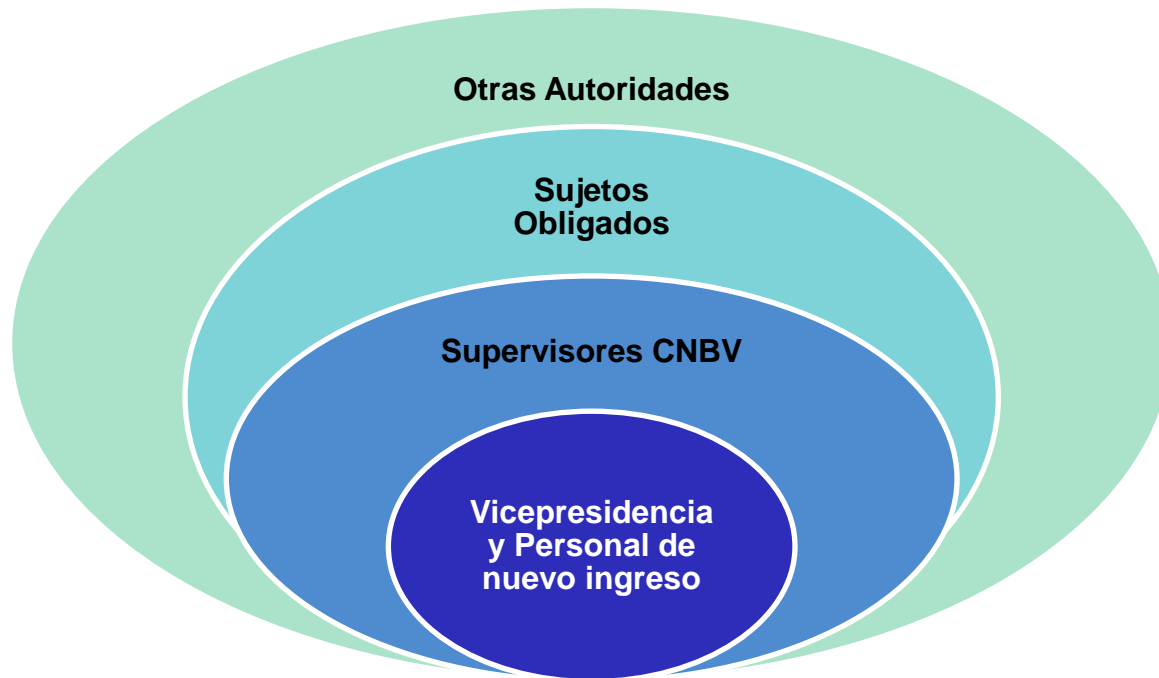 Otras Autoridades
Sujetos
Obligados
Supervisores CNBV
Vicepresidencia
y Personal de
nuevo ingreso